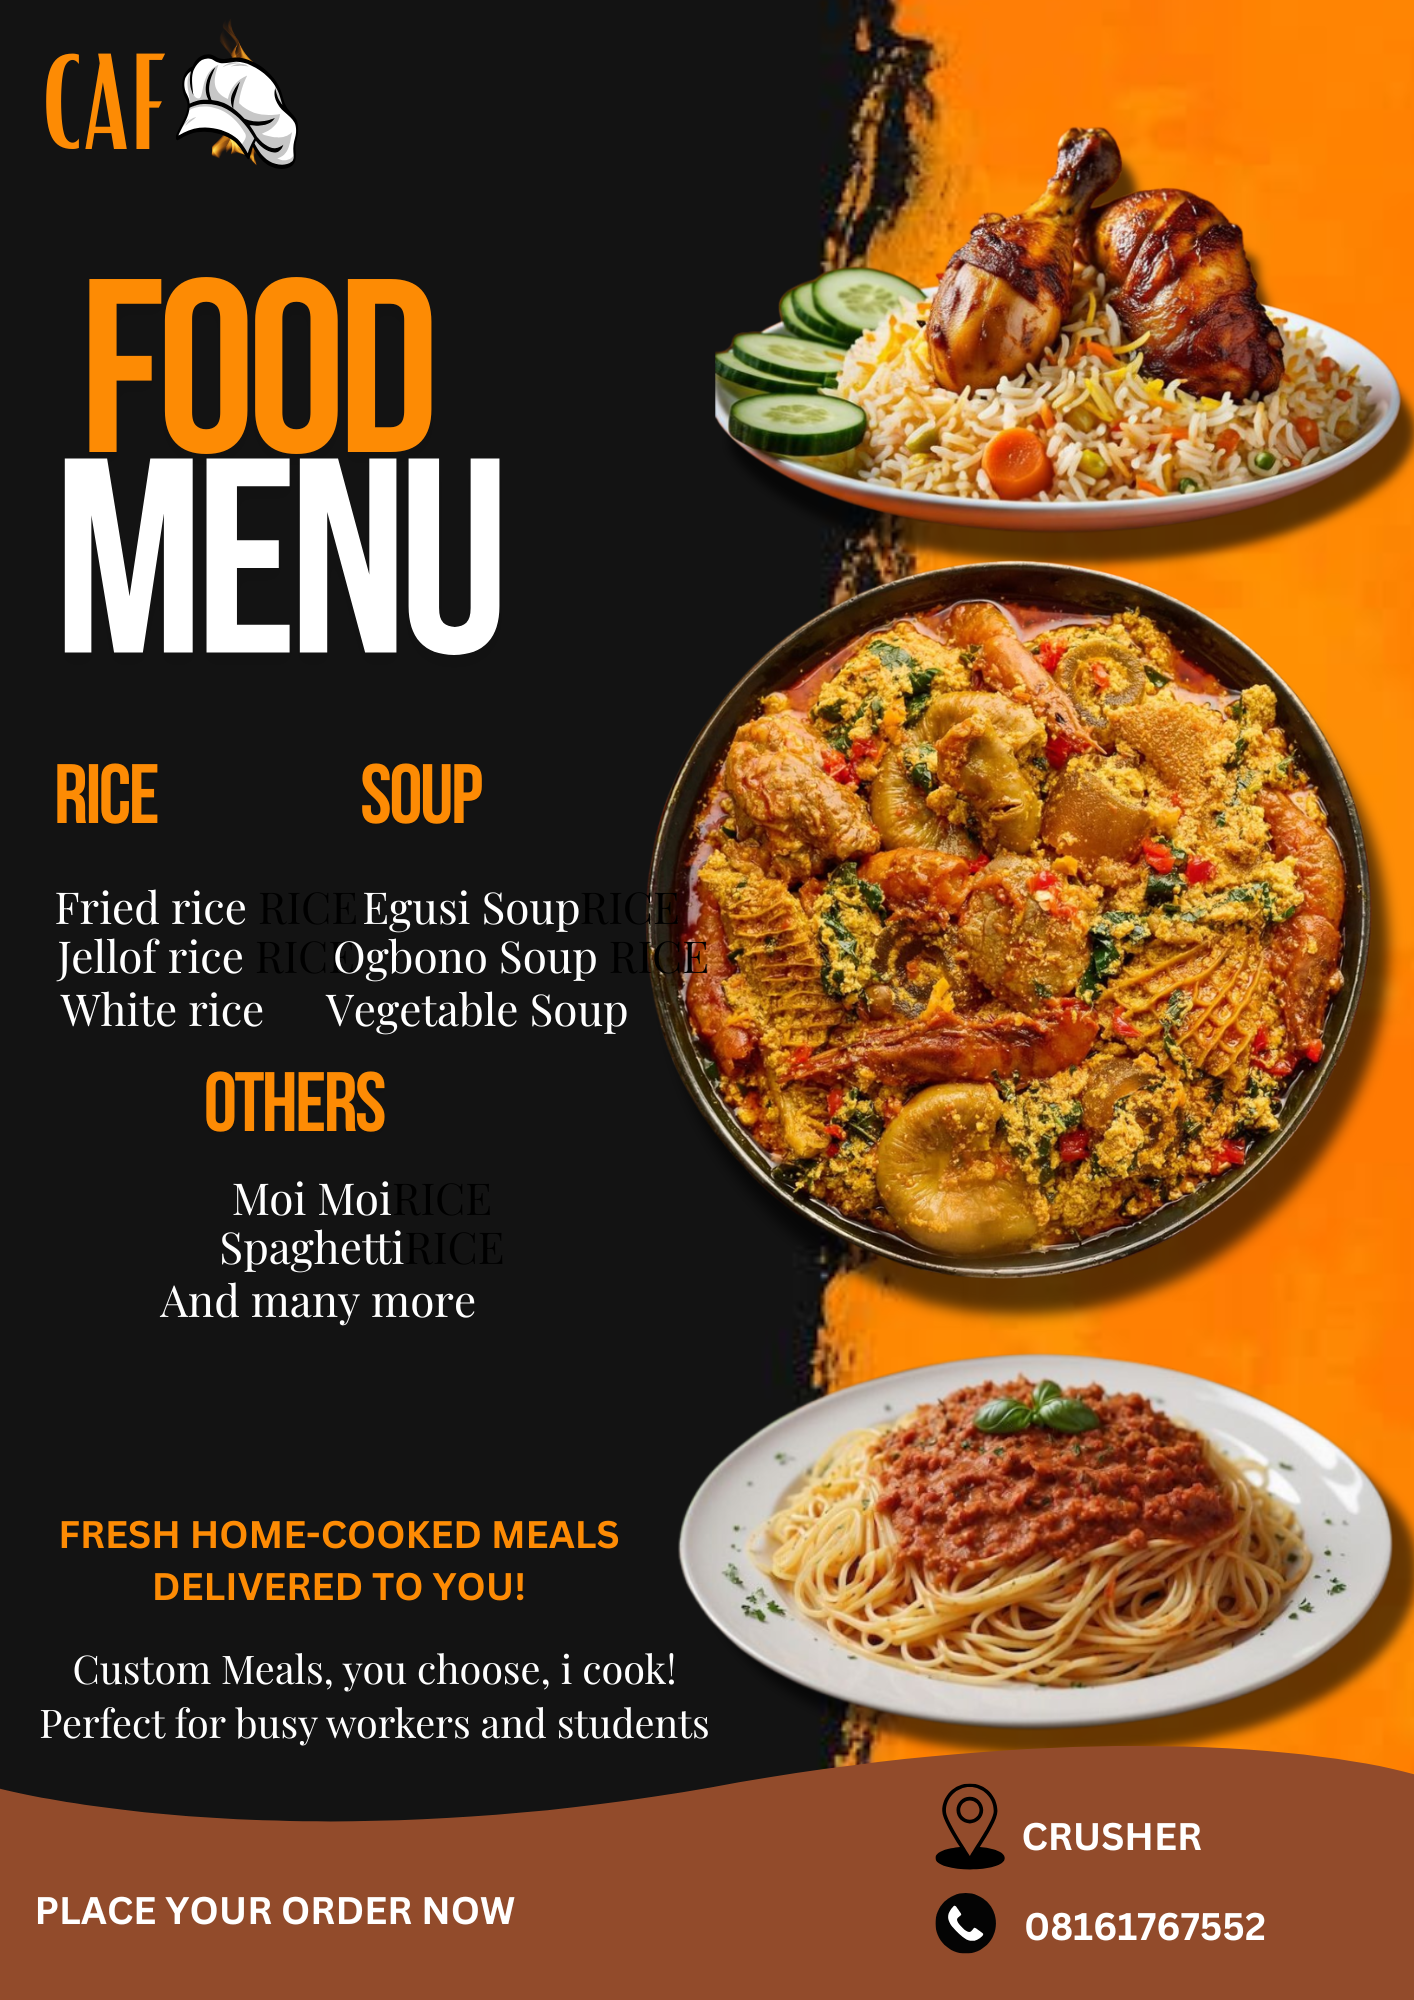 CAF
FOOD
MENU
RICE
SOUP
Fried rice RICE
Jellof rice RICE
White rice
Egusi Soup RICE
Ogbono Soup RICE
Vegetable Soup
OTHERS
Moi Moi RICE
Spaghetti RICE
And many more
FRESH HOME-COOKED MEALS
DELIVERED TO YOU!
Custom Meals, you choose, i cook!
Perfect for busy workers and students
PLACE YOUR ORDER NOW
CRUSHER
08161767552